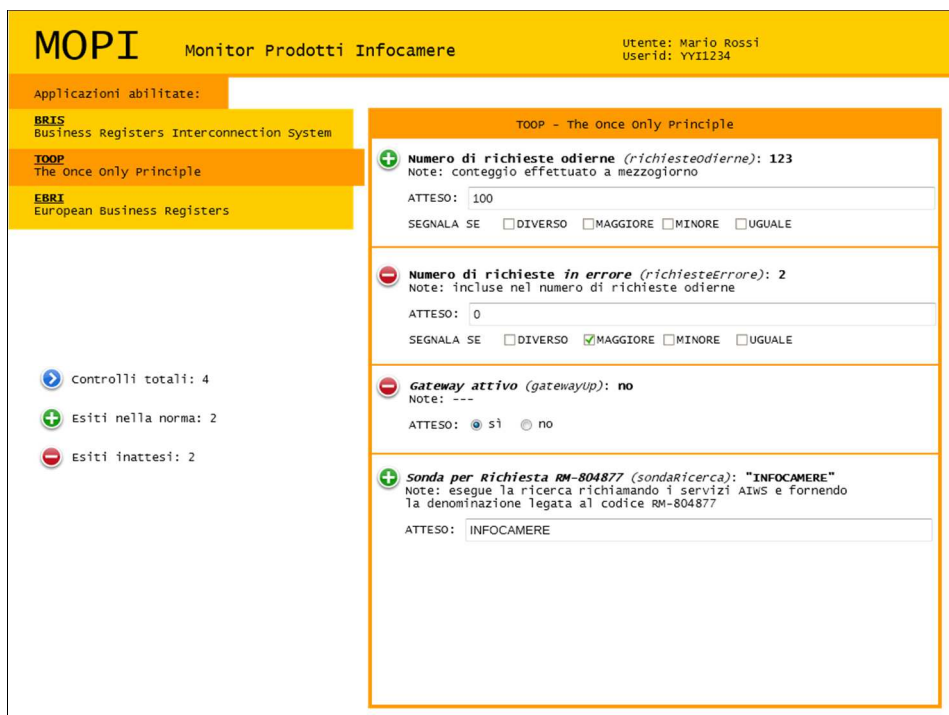 MOPI Monitor Prodotti Infocamere
Utente: Mario Rossi
Userid: YYI1234
Applicazioni abilitate:
BRIS
Business Registers Interconnection System
TOOP
The Once Only Principle
EBRI
European Business Registers
Controlli totali: 4
Esiti nella norma: 2
Esiti inattesi: 2
TOOP - The Once Only Principle
Numero di richieste odierne (richiesteOdierne): 123
Note: conteggio effettuato a mezzogiorno
ATTESO: 100
SEGNALA SE DIVERSO MAGGIORE MINORE UGUALE
Numero di richieste in errore (richiesteErrore): 2
Note: incluse nel numero di richieste odierne
ATTESO: 0
SEGNALA SE DIVERSO MAGGIORE MINORE UGUALE
Gateway attivo (gatewayUp): no
Note: ---
ATTESO: sì no
Sonda per Richiesta RM-804877 (sondaRicerca): "INFOCAMERE"
Note: esegue la ricerca richiamando i servizi AIWS e fornendo
la denominazione legata al codice RM-804877
ATTESO: INFOCAMERE